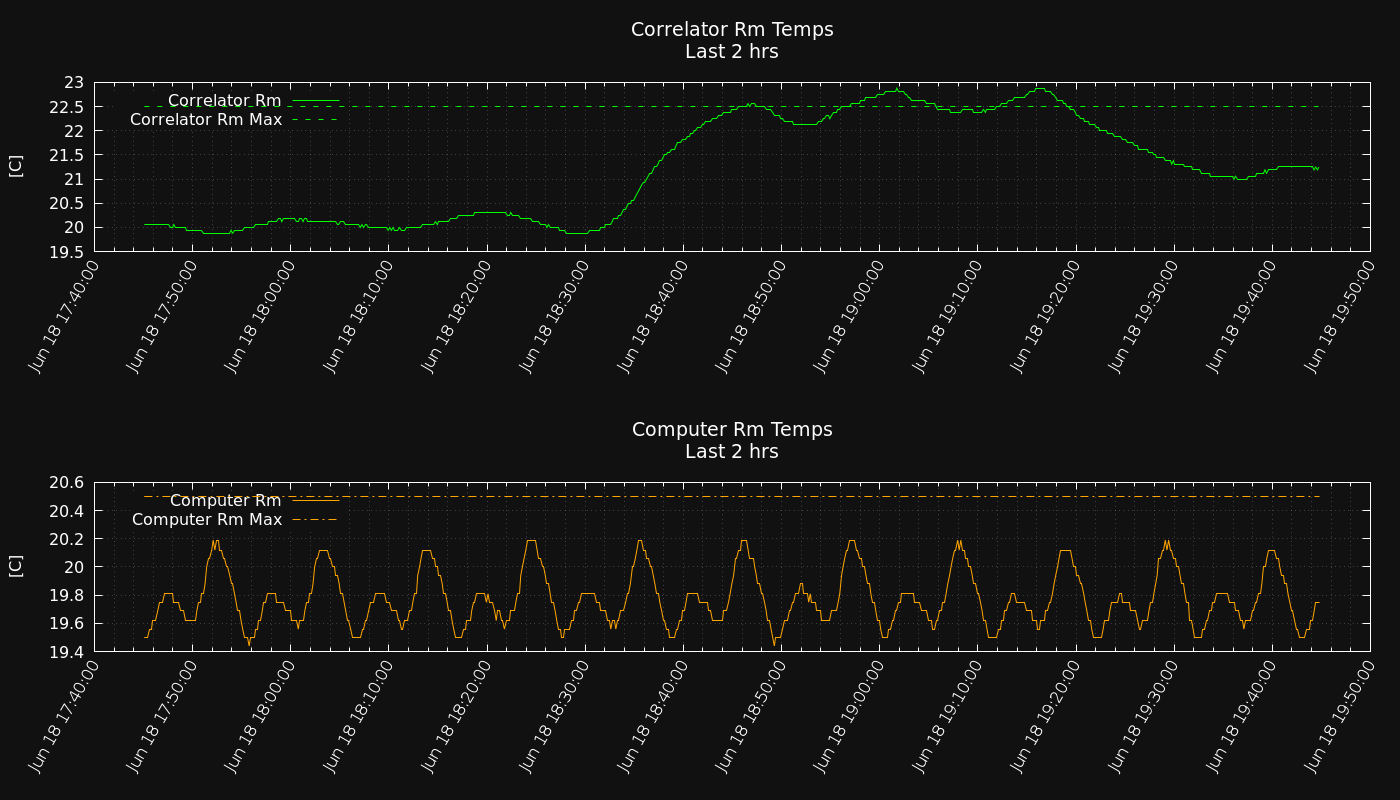 Correlator Rm Temps
Last 2 hrs
23
22.5
22
21.5
21
20.5
20
19.5
[C]
Correlator Rm
Correlator Rm Max
Jun 18 17:40:00
Jun 18 17:50:00
Jun 18 18:00:00
Jun 18 18:10:00
Jun 18 18:20:00
Jun 18 18:30:00
Jun 18 18:40:00
Jun 18 18:50:00
Jun 18 19:00:00
Jun 18 19:10:00
Jun 18 19:20:00
Jun 18 19:30:00
Jun 18 19:40:00
Jun 18 19:50:00
Computer Rm Temps
Last 2 hrs
20.6
20.4
20.2
20
19.8
19.6
19.4
[C]
Computer Rm
Computer Rm Max
Jun 18 17:40:00
Jun 18 17:50:00
Jun 18 18:00:00
Jun 18 18:10:00
Jun 18 18:20:00
Jun 18 18:30:00
Jun 18 18:40:00
Jun 18 18:50:00
Jun 18 19:00:00
Jun 18 19:10:00
Jun 18 19:20:00
Jun 18 19:30:00
Jun 18 19:40:00
Jun 18 19:50:00